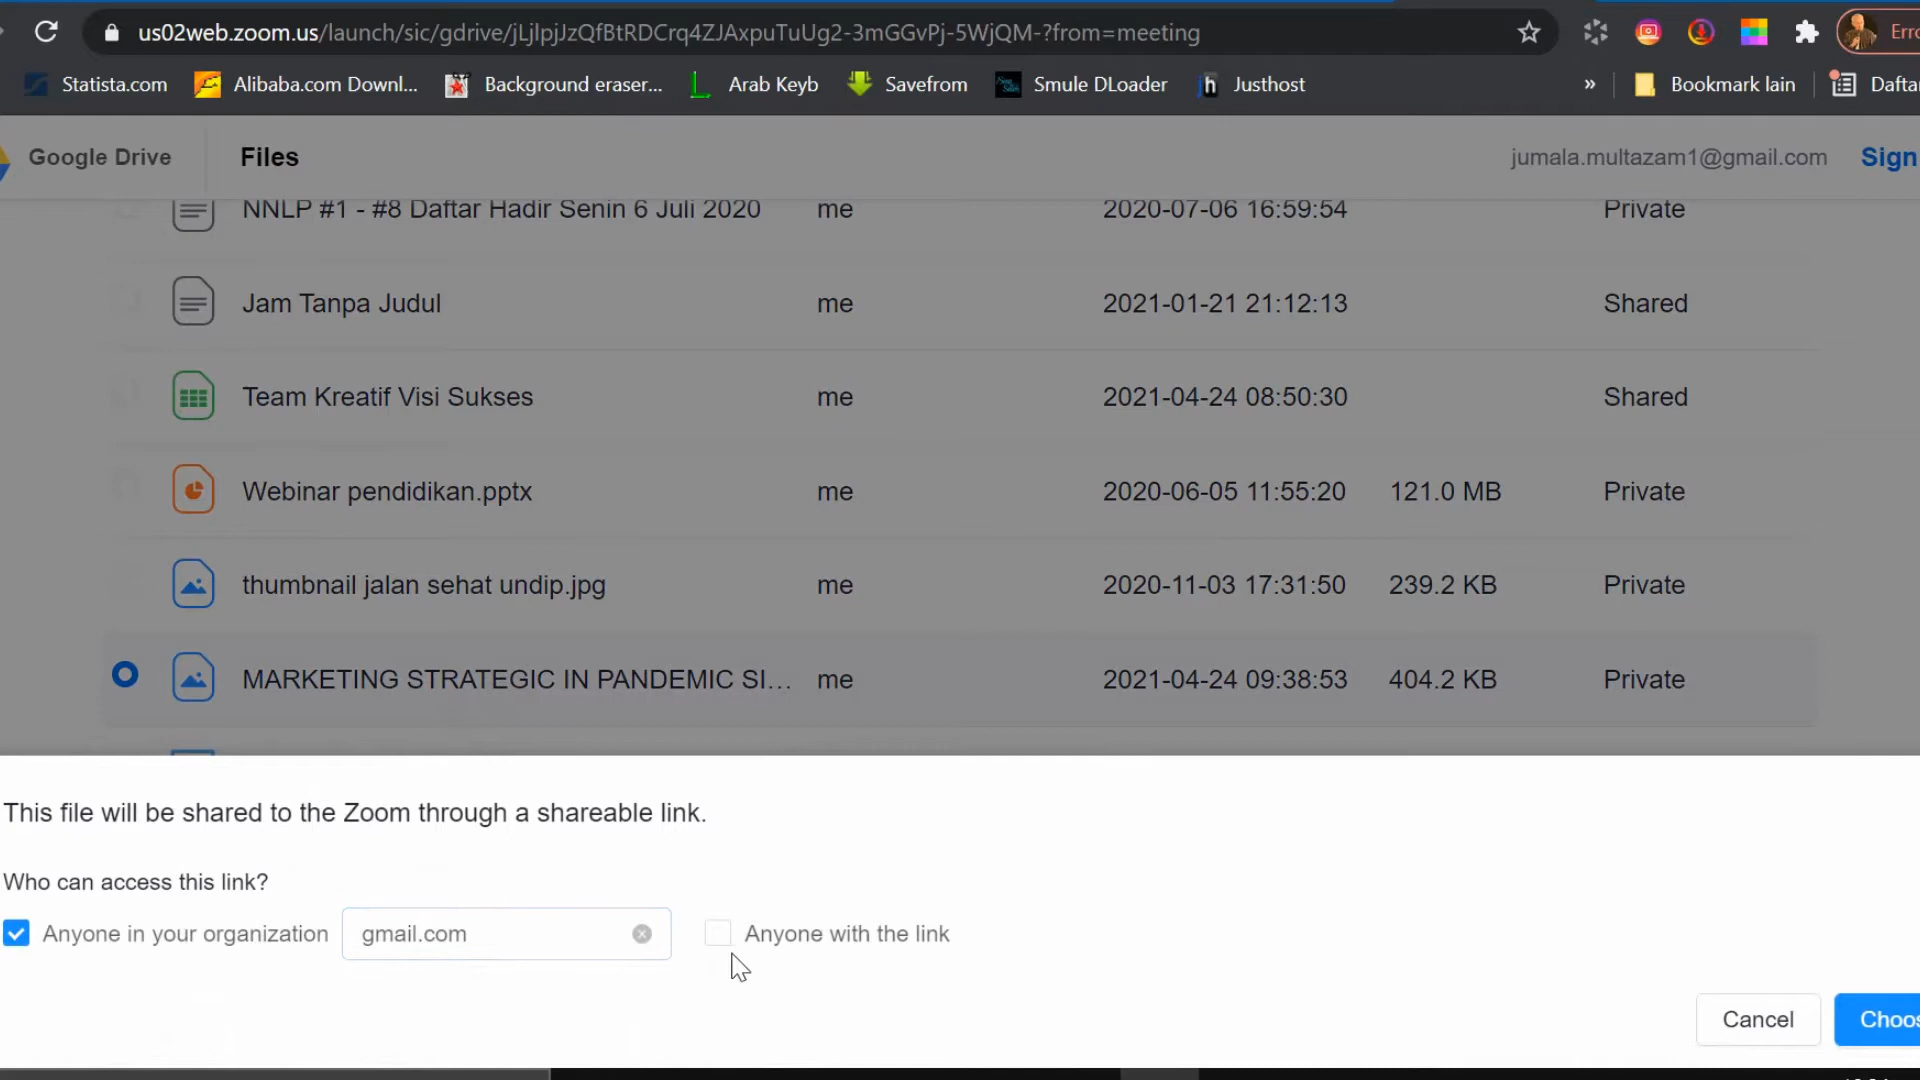 us02web.zoom.us/launch/sic/gdrive/jLjlpjJzQfBtRDCrq4ZJAxpuTuUg2-3mGGvPj-5WjQM-?from=meeting
Statista.com Alibaba.com Downl... Background eraser... Arab Keyb Savefrom Smule DLoader Justhost » Bookmark lain
Google Drive Files jumala.multazam1@gmail.com Sign
NNLP #1 - #8 Daftar Hadir Senin 6 Juli 2020 me 2020-07-06 16:59:54 Private
Jam Tanpa Judul me 2021-01-21 21:12:13 Shared
Team Kreatif Visi Sukses me 2021-04-24 08:50:30 Shared
Webinar pendidikan.pptx me 2020-06-05 11:55:20 121.0 MB Private
thumbnail jalan sehat undip.jpg me 2020-11-03 17:31:50 239.2 KB Private
MARKETING STRATEGIC IN PANDEMIC SI... me 2021-04-24 09:38:53 404.2 KB Private
This file will be shared to the Zoom through a shareable link.
Who can access this link?
Anyone in your organization gmail.com Anyone with the link
Cancel